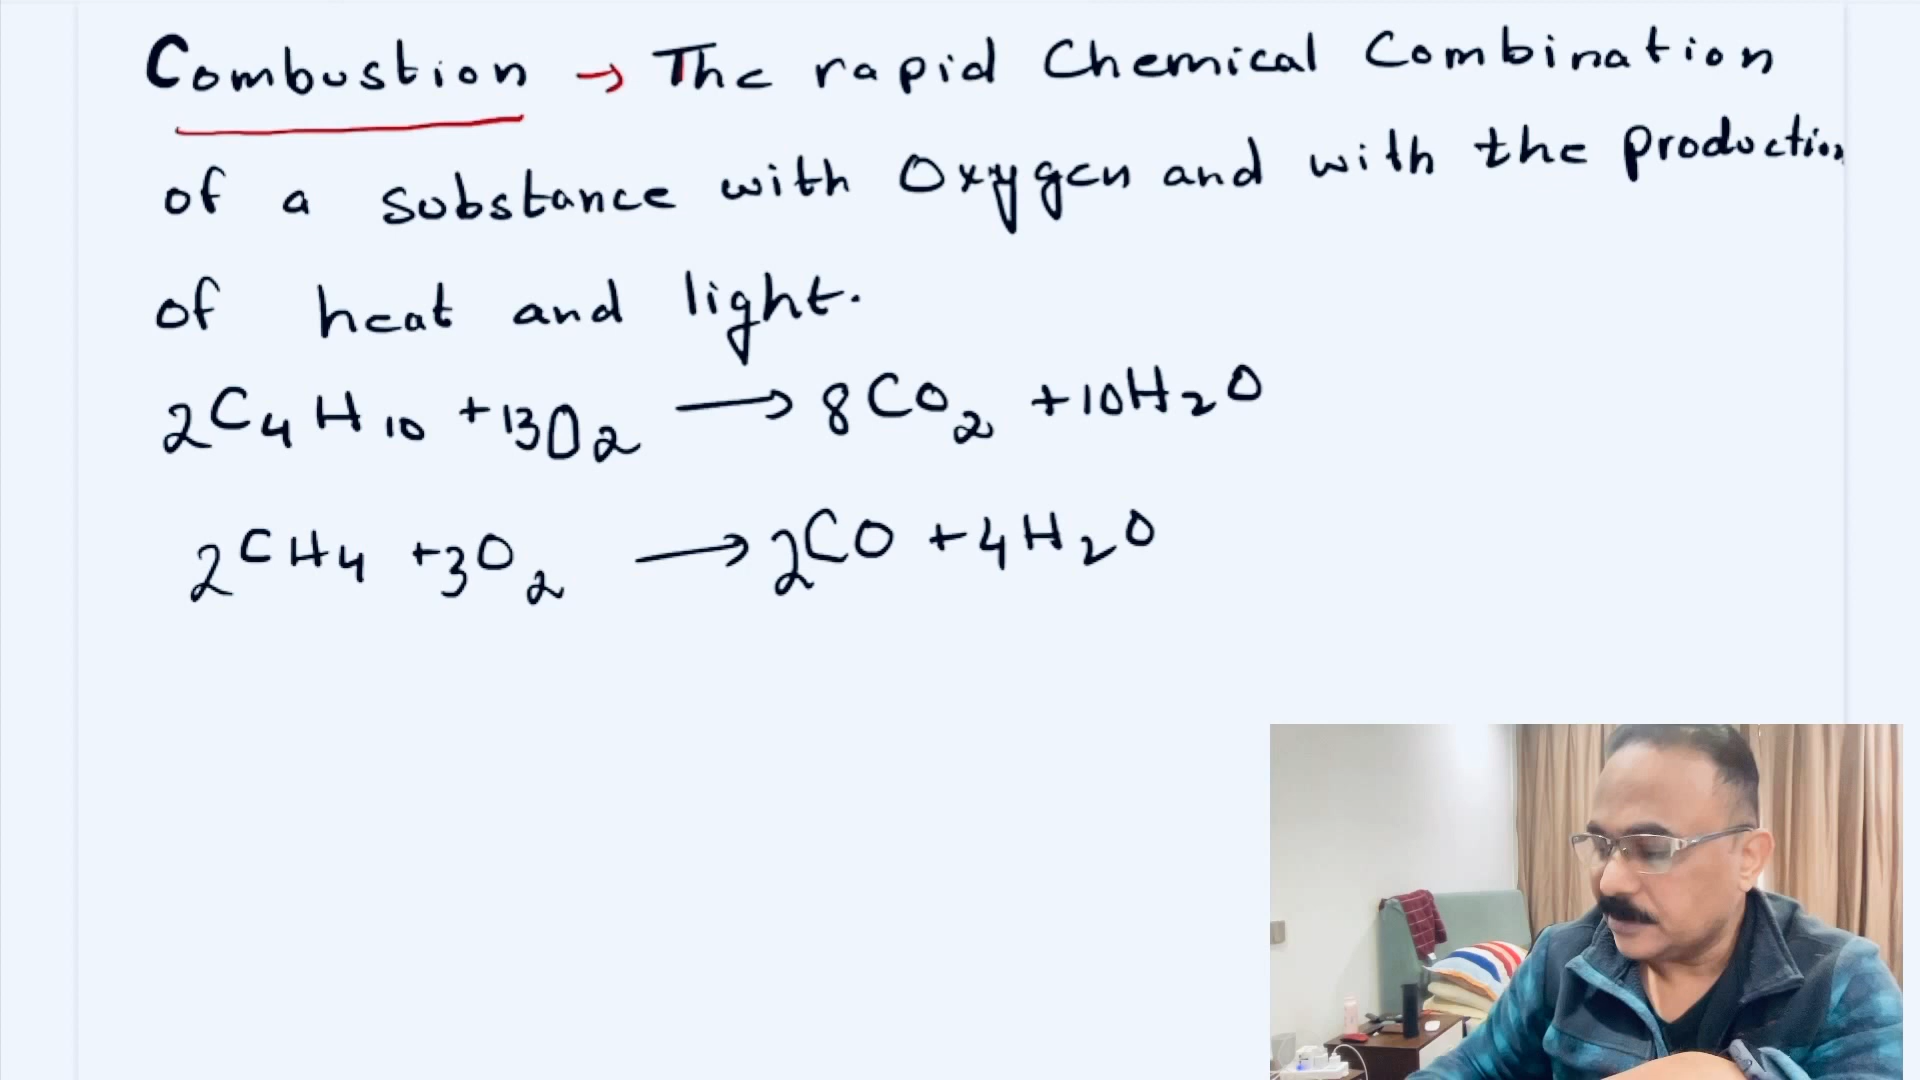 Combustion → The rapid Chemical Combination
of a substance with Oxygen and with the production
of heat and light.
2C₄H₁₀ + 13O₂ ⟶ 8CO₂ + 10H₂O
2CH₄ + 3O₂ ⟶ 2CO + 4H₂O